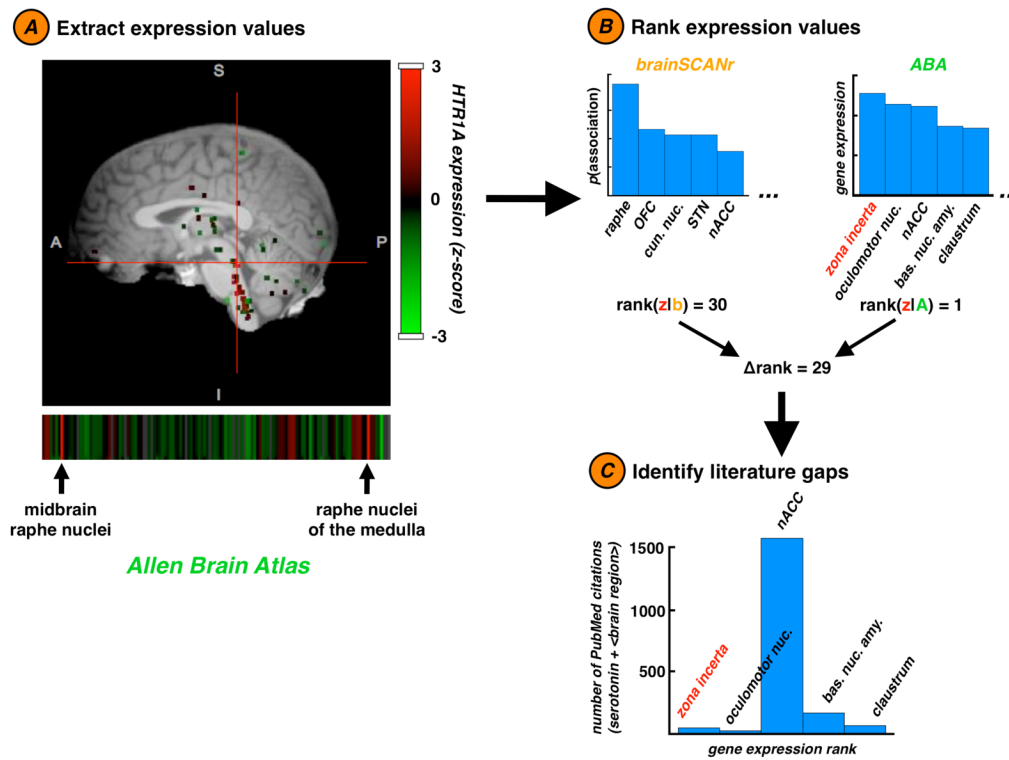 A Extract expression values
S
A
P
I
3
0
-3
HTR1A expression (z-score)
midbrain
raphe nuclei
raphe nuclei
of the medulla
Allen Brain Atlas
B Rank expression values
brainSCANr
p(association)
raphe
OFC
cun. nuc.
STN
nACC
...
ABA
gene expression
zona incerta
oculomotor nuc.
nACC
bas. nuc. amy.
claustrum
..
rank(z|b) = 30
rank(z|A) = 1
Δrank = 29
C Identify literature gaps
number of PubMed citations
(serotonin + <brain region>)
1500
1000
500
zona incerta
oculomotor nuc.
nACC
bas. nuc. amy.
claustrum
gene expression rank